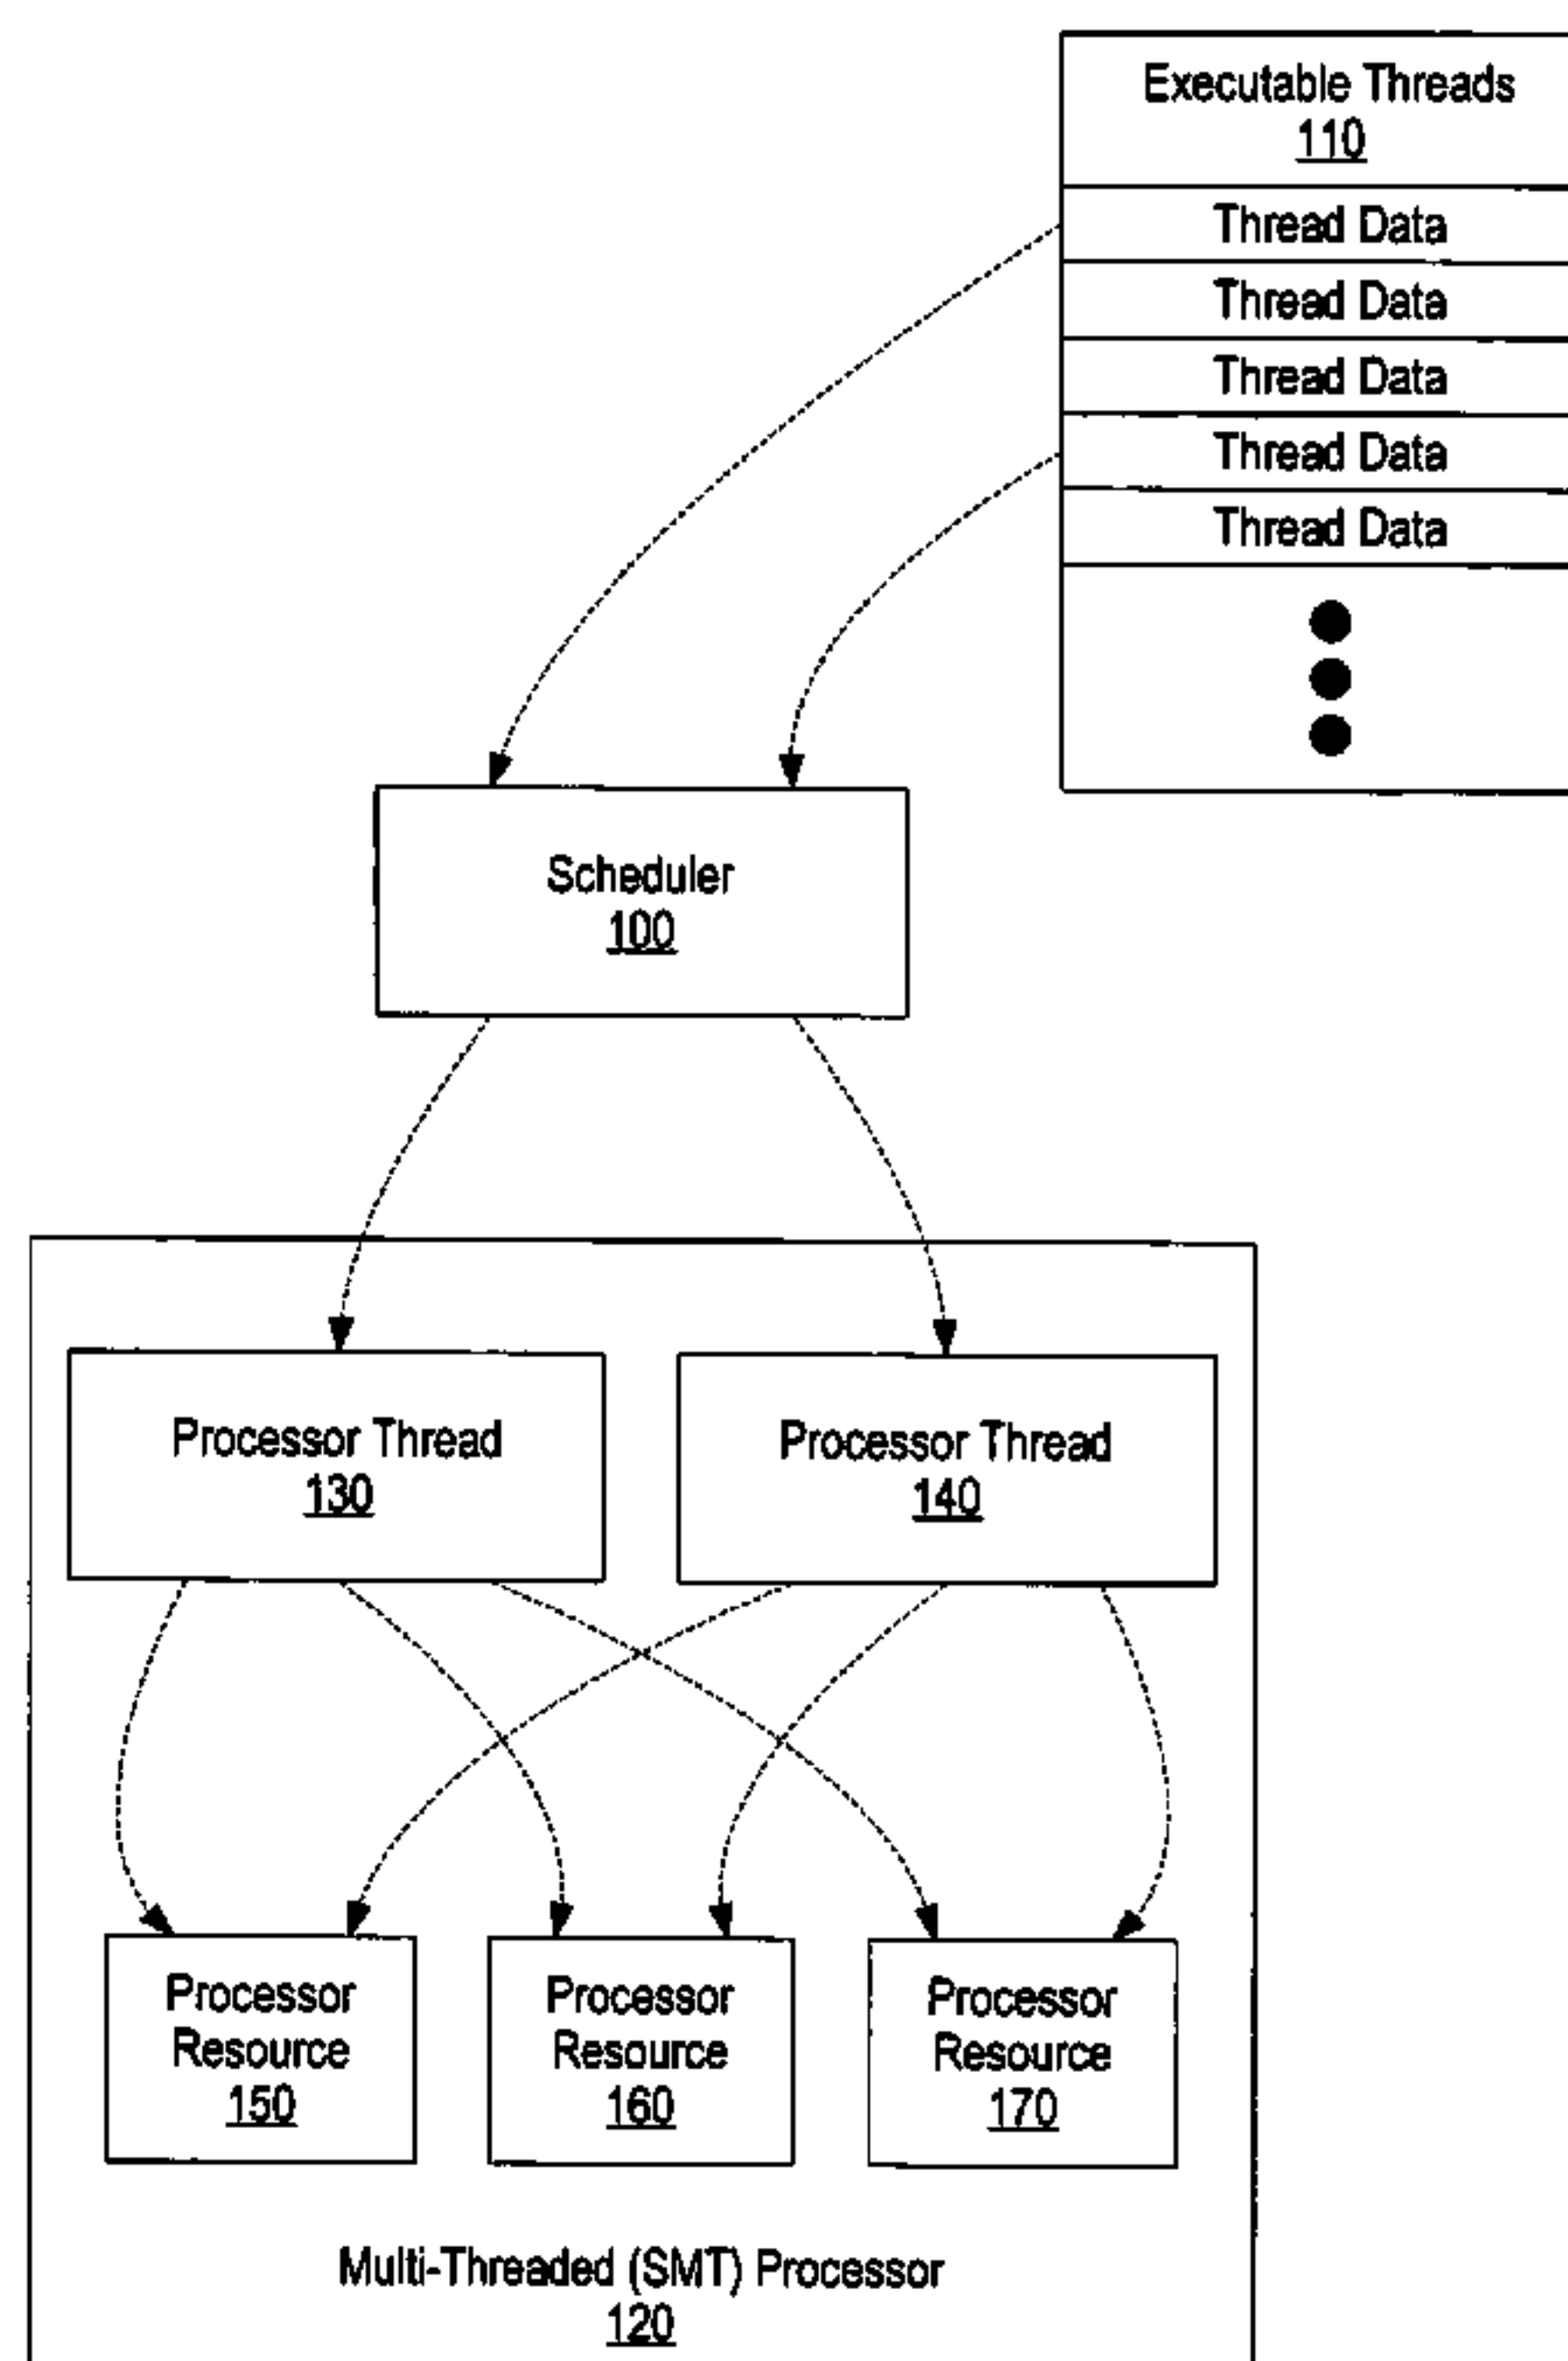 Executable Threads
110
Thread Data
Thread Data
Thread Data
Thread Data
Thread Data
Scheduler
100
Processor Thread
130
Processor Thread
140
Processor
Resource
150
Processor
Resource
160
Processor
Resource
170
Multi-Threaded (SMT) Processor
120